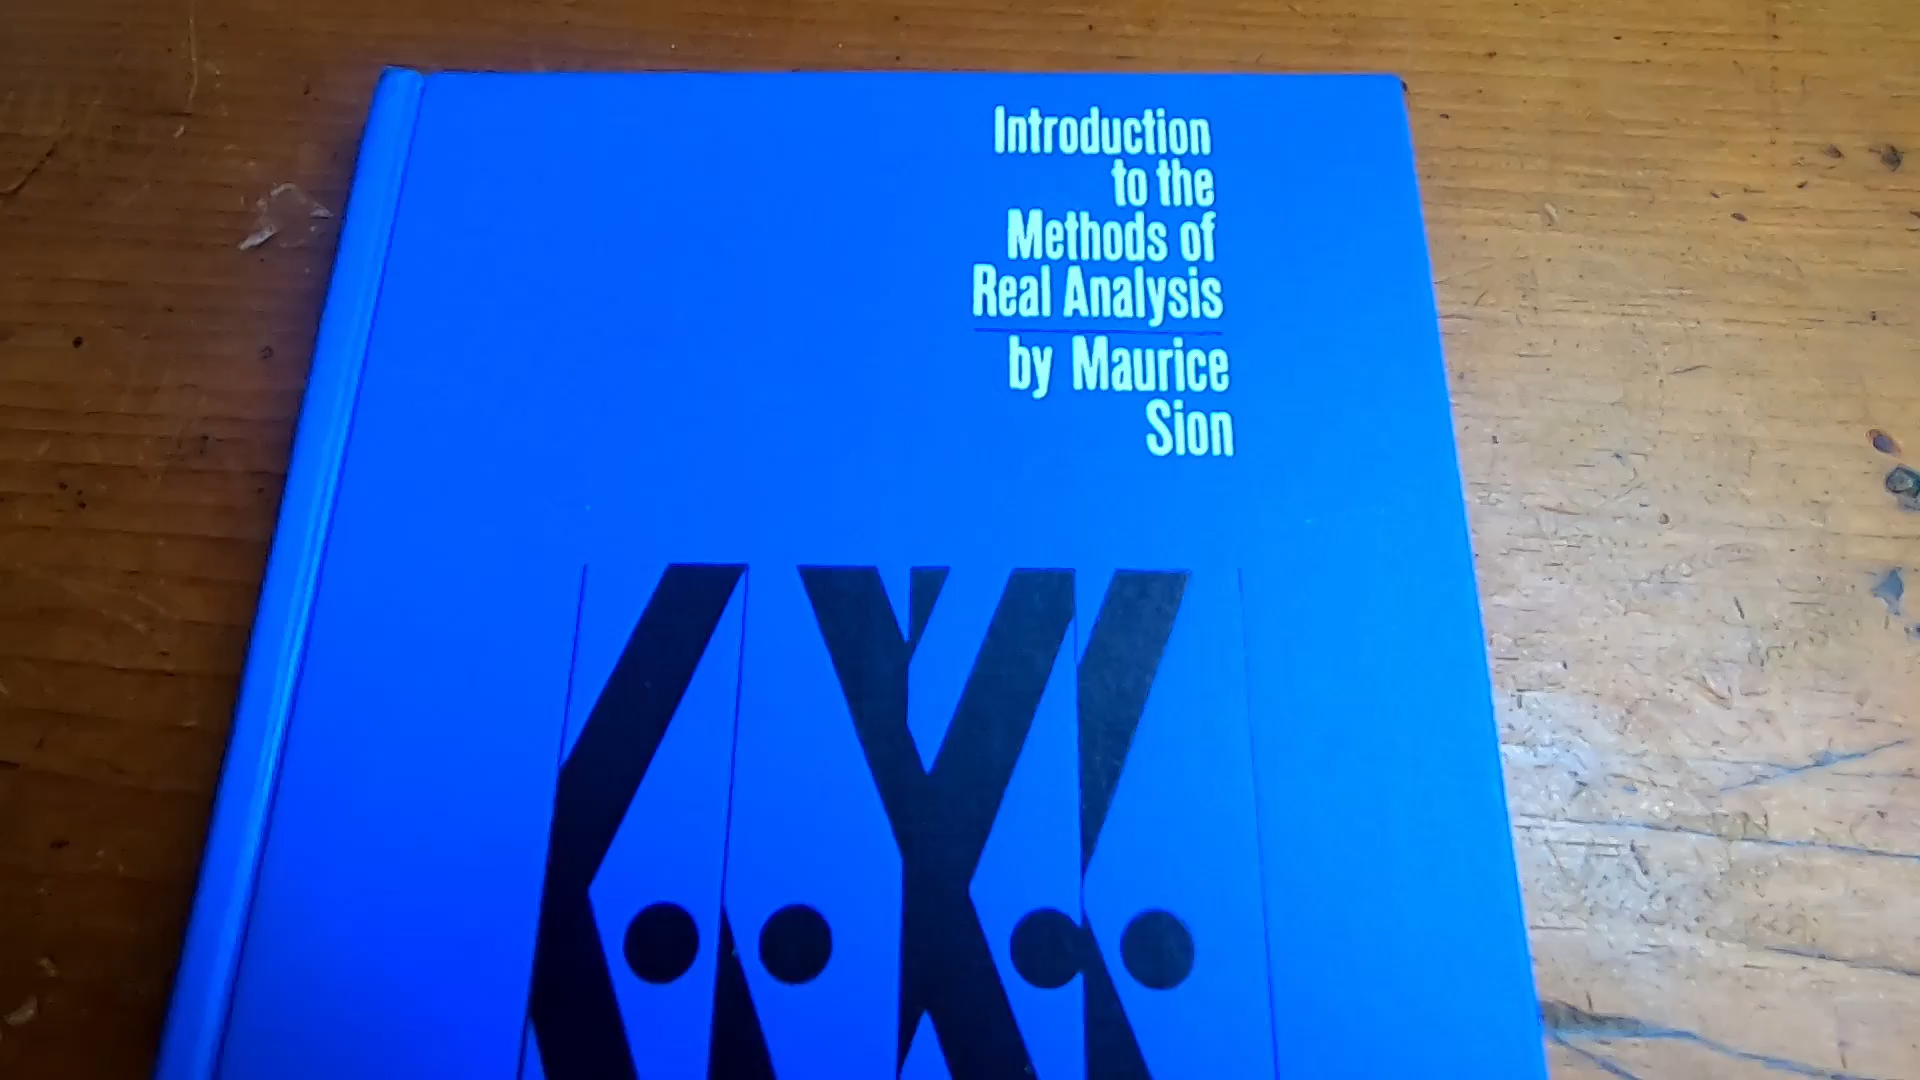 Introduction
to the
Methods of
Real Analysis
by Maurice
Sion